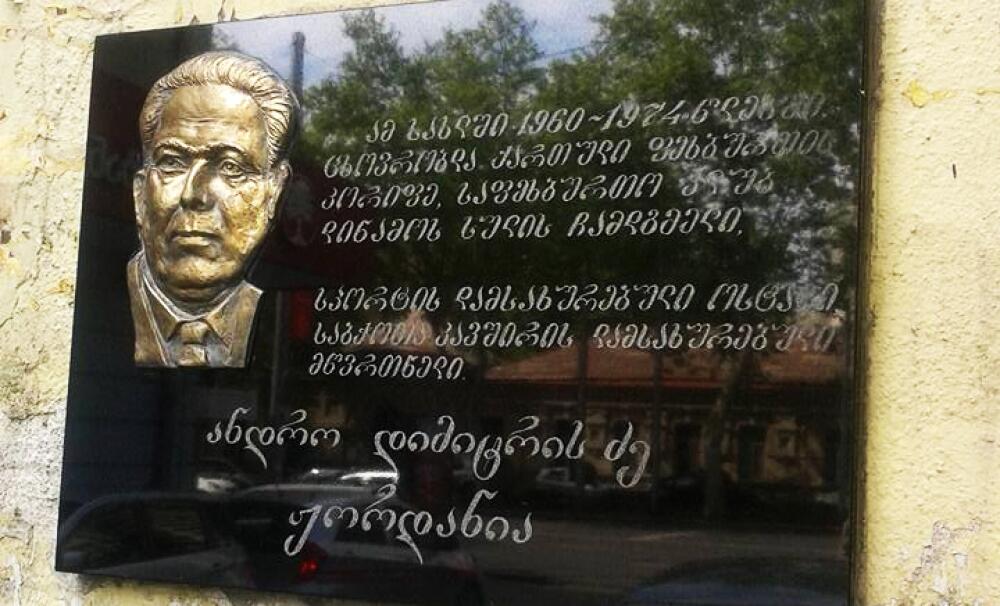 ამ სახლში 1960~1974 წლებში
ცხოვრობდა ქართული ფეხბურთის
კორიფე, საფეხბურთო კლუბ
დინამოს სულის ჩამდგმელი,
სპორტის დამსახურებული ოსტატი,
საბჭოთა კავშირის დამსახურებული
მწვრთნელი.
ანდრო დიმიტრის ძე
ჟორდანია